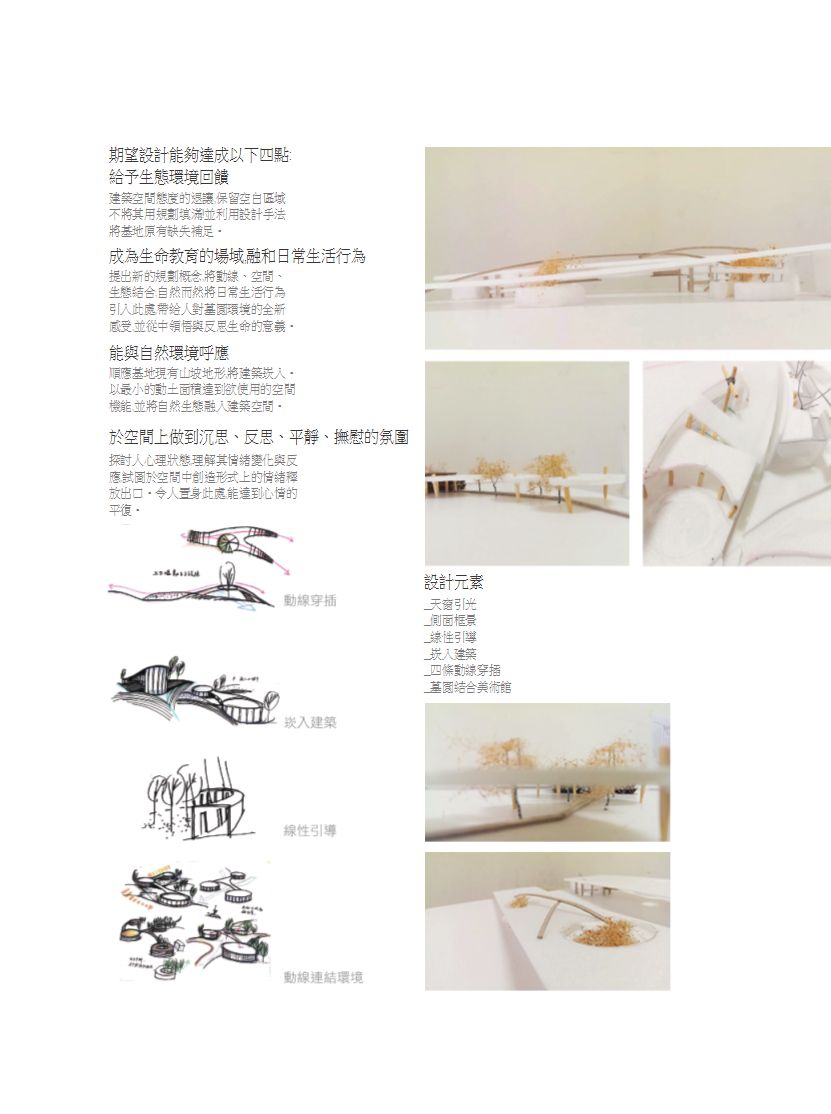 期望設計能夠達成以下四點:
給予生態環境回饋
建築空間態度的退讓,保留空白區域
不將其用規劃填滿並利用設計手法
將基地原有缺失補足。
成為生命教育的場域,融和日常生活行為
提出新的規劃概念,將動線、空間、
生態結合,自然而然將日常生活行為
引入此處,帶給人對墓園環境的全新
感受,並從中領悟與反思生命的意義。
能與自然環境呼應
順應基地現有山坡地形,將建築崁入。
以最小的動土面積達到欲使用的空間
機能,並將自然生態融入建築空間。
於空間上做到沉思、反思、平靜、撫慰的氛圍
探討人心理狀態,理解其情緒變化與反
應,試圖於空間中創造形式上的情緒釋
放出口。令人置身此處,能達到心情的
平復。
動線穿插
崁入建築
線性引導
動線連結環境
設計元素
_天窗引光
_側面框景
_線性引導
_崁入建築
_四條動線穿插
_墓園結合美術館